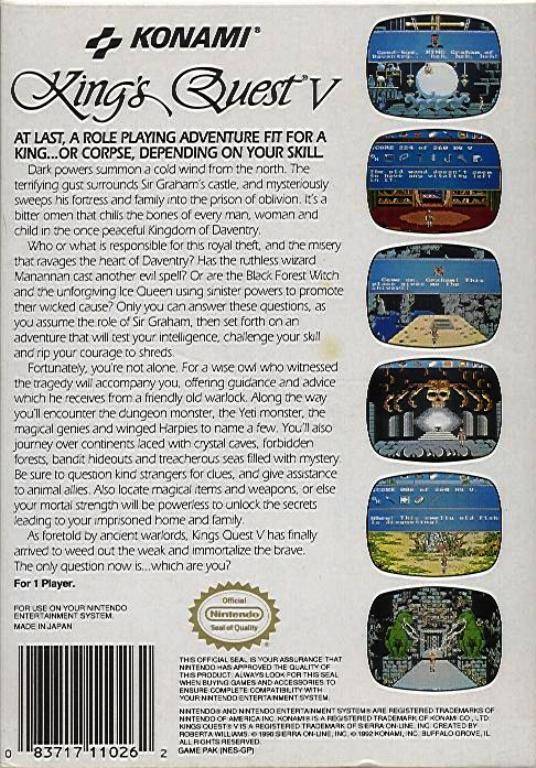 KONAMI®
King's Quest® V
AT LAST, A ROLE PLAYING ADVENTURE FIT FOR A
KING...OR CORPSE, DEPENDING ON YOUR SKILL.
Dark powers summon a cold wind from the north. The
terrifying gust surrounds Sir Graham's castle, and mysteriously
sweeps his fortress and family into the prison of oblivion. It's a
bitter omen that chills the bones of every man, woman and
child in the once peaceful Kingdom of Daventry.
Who or what is responsible for this royal theft, and the misery
that ravages the heart of Daventry? Has the ruthless wizard
Manannan cast another evil spell? Or are the Black Forest Witch
and the unforgiving Ice Queen using sinister powers to promote
their wicked cause? Only you can answer these questions, as
you assume the role of Sir Graham, then set forth on an
adventure that will test your intelligence, challenge your skill
and rip your courage to shreds.
Fortunately, you're not alone. For a wise owl who witnessed
the tragedy will accompany you, offering guidance and advice
which he receives from a friendly old warlock. Along the way
you'll encounter the dungeon monster, the Yeti monster, the
magical genies and winged Harpies to name a few. You'll also
journey over continents laced with crystal caves, forbidden
forests, bandit hideouts and treacherous seas filled with mystery.
Be sure to question kind strangers for clues, and give assistance
to animal allies. Also locate magical items and weapons, or else
your mortal strength will be powerless to unlock the secrets
leading to your imprisoned home and family.
As foretold by ancient warlords, Kings Quest V has finally
arrived to weed out the weak and immortalize the brave.
The only question now is...which are you?
For 1 Player.
FOR USE ON YOUR NINTENDO
ENTERTAINMENT SYSTEM.
MADE IN JAPAN
Official
Nintendo
Seal of Quality
THIS OFFICIAL SEAL IS YOUR ASSURANCE THAT
NINTENDO HAS APPROVED THE QUALITY OF
THIS PRODUCT. ALWAYS LOOK FOR THIS SEAL
WHEN BUYING GAMES AND ACCESSORIES TO
ENSURE COMPLETE COMPATIBILITY WITH
YOUR NINTENDO ENTERTAINMENT SYSTEM.
NINTENDO® AND NINTENDO ENTERTAINMENT SYSTEM® ARE REGISTERED TRADEMARKS OF
NINTENDO OF AMERICA INC. KONAMI® IS A REGISTERED TRADEMARK OF KONAMI CO., LTD.
KINGS QUEST® V IS A REGISTERED TRADEMARK OF SIERRA ON-LINE, INC. CREATED BY
ROBERTA WILLIAMS. © 1990 SIERRA ON-LINE, INC. © 1992 KONAMI, INC. BUFFALO GROVE, IL
ALL RIGHTS RESERVED.
GAME PAK (NES-GP)
0 83717 11026 2
Good-bye, KING Graham of
Daventry... Heh, heh, heh!
SCORE 224 of 260 KQ V
The old wand doesn't seem
to have any vitality left
in it.
Come on, Graham! This
place gives me the
shivers!
of 260 KQ V
Whew! This smelly old fish
is disgusting!